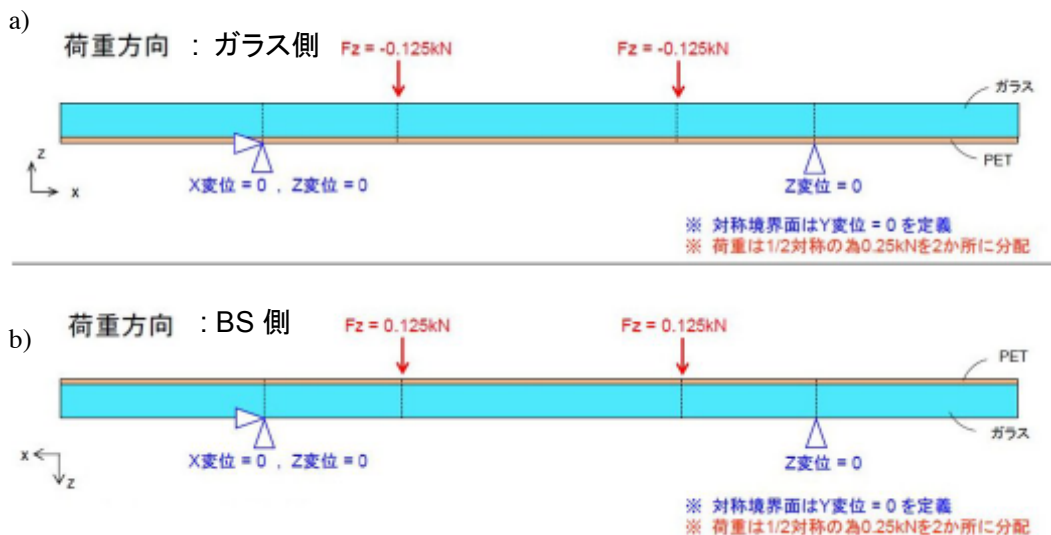 a)
荷重方向 : ガラス側
Fz = -0.125kN
Fz = -0.125kN
ガラス
PET
z
x
X変位 = 0 , Z変位 = 0
Z変位 = 0
※ 対称境界面はY変位 = 0 を定義
※ 荷重は1/2対称の為0.25kNを2か所に分配
b)
荷重方向 : BS 側
Fz = 0.125kN
Fz = 0.125kN
PET
ガラス
x
z
X変位 = 0 , Z変位 = 0
Z変位 = 0
※ 対称境界面はY変位 = 0 を定義
※ 荷重は1/2対称の為0.25kNを2か所に分配